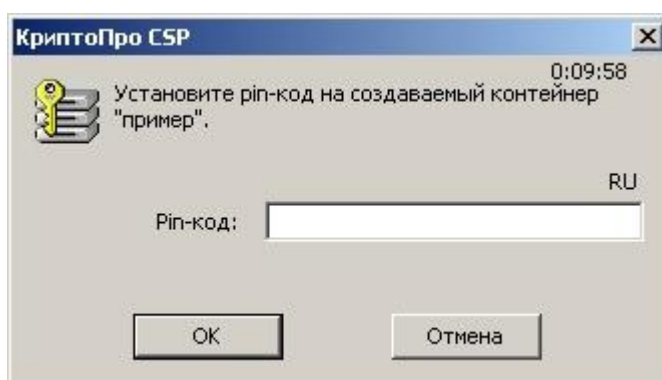 КриптоПро CSP
0:09:58
Установите pin-код на создаваемый контейнер
"пример".
RU
Pin-код:
OK
Отмена